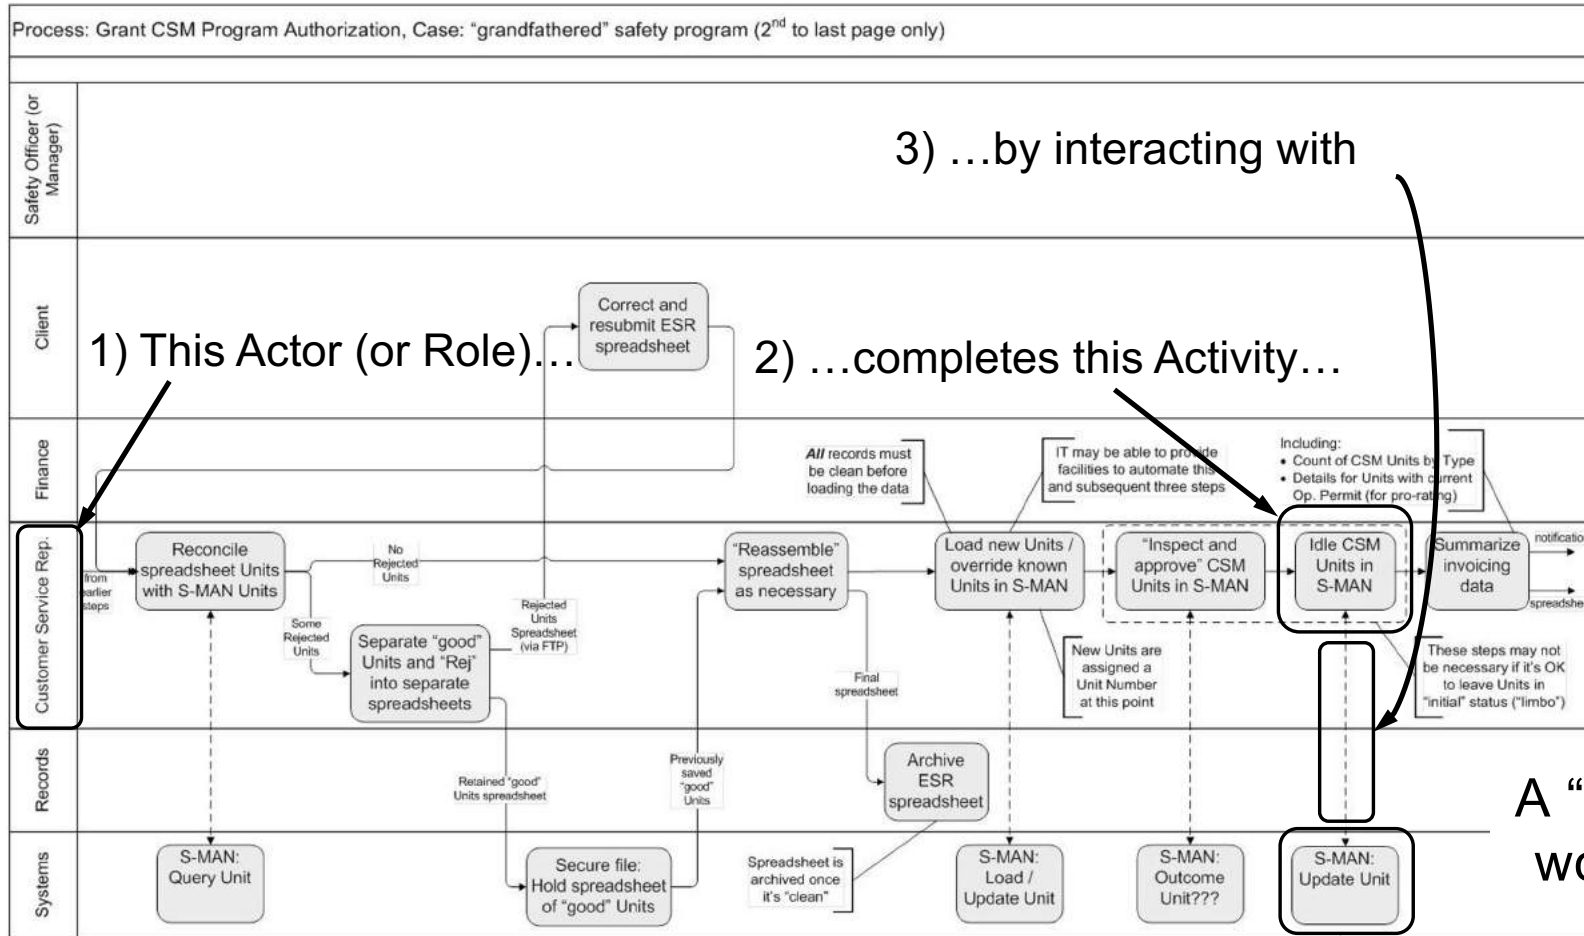 Process: Grant CSM Program Authorization, Case: “grandfathered” safety program (2nd to last page only)
Safety Officer (or
Manager)
3) …by interacting with
Client
Correct and
resubmit ESR
spreadsheet
1) This Actor (or Role)…
2) …completes this Activity…
Finance
All records must
be clean before
loading the data
IT may be able to provide
facilities to automate this
and subsequent three steps
Including:
• Count of CSM Units by Type
• Details for Units with current
Op. Permit (for pro-rating)
Customer Service Rep.
from
earlier
steps
Reconcile
spreadsheet Units
with S-MAN Units
No
Rejected
Units
Some
Rejected
Units
Separate “good”
Units and “Rej”
into separate
spreadsheets
Rejected
Units
Spreadsheet
(via FTP)
“Reassemble”
spreadsheet
as necessary
Load new Units /
override known
Units in S-MAN
“Inspect and
approve” CSM
Units in S-MAN
Idle CSM
Units in
S-MAN
Summarize
invoicing
data
notification
spreadshee
Final
spreadsheet
New Units are
assigned a
Unit Number
at this point
These steps may not
be necessary if it’s OK
to leave Units in
“initial” status (“limbo”)
Records
Retained “good”
Units spreadsheet
Previously
saved
“good”
Units
Archive
ESR
spreadsheet
A “
wo
Systems
S-MAN:
Query Unit
Secure file:
Hold spreadsheet
of “good” Units
Spreadsheet is
archived once
it’s “clean”
S-MAN:
Load /
Update Unit
S-MAN:
Outcome
Unit???
S-MAN:
Update Unit